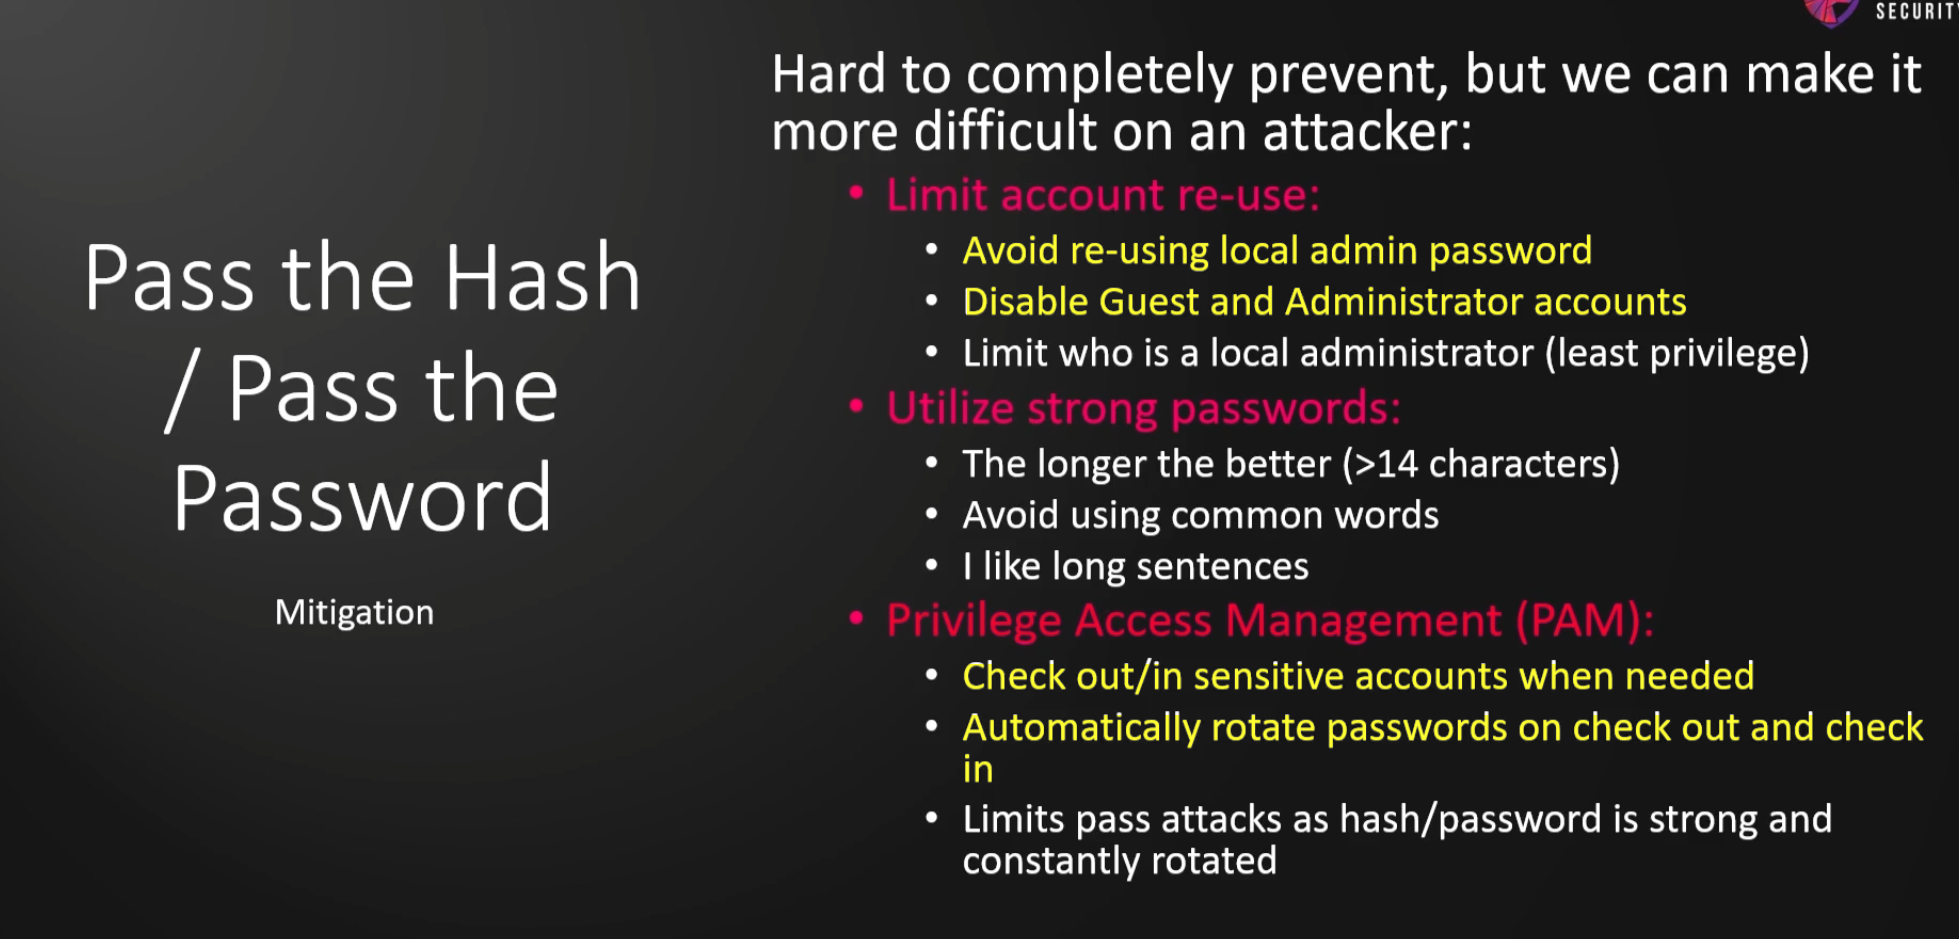 SECURIT
Hard to completely prevent, but we can make it
more difficult on an attacker:
• Limit account re-use:
• Avoid re-using local admin password
• Disable Guest and Administrator accounts
• Limit who is a local administrator (least privilege)
• Utilize strong passwords:
• The longer the better (>14 characters)
• Avoid using common words
• I like long sentences
• Privilege Access Management (PAM):
• Check out/in sensitive accounts when needed
• Automatically rotate passwords on check out and check
in
• Limits pass attacks as hash/password is strong and
constantly rotated
Pass the Hash
/ Pass the
Password
Mitigation